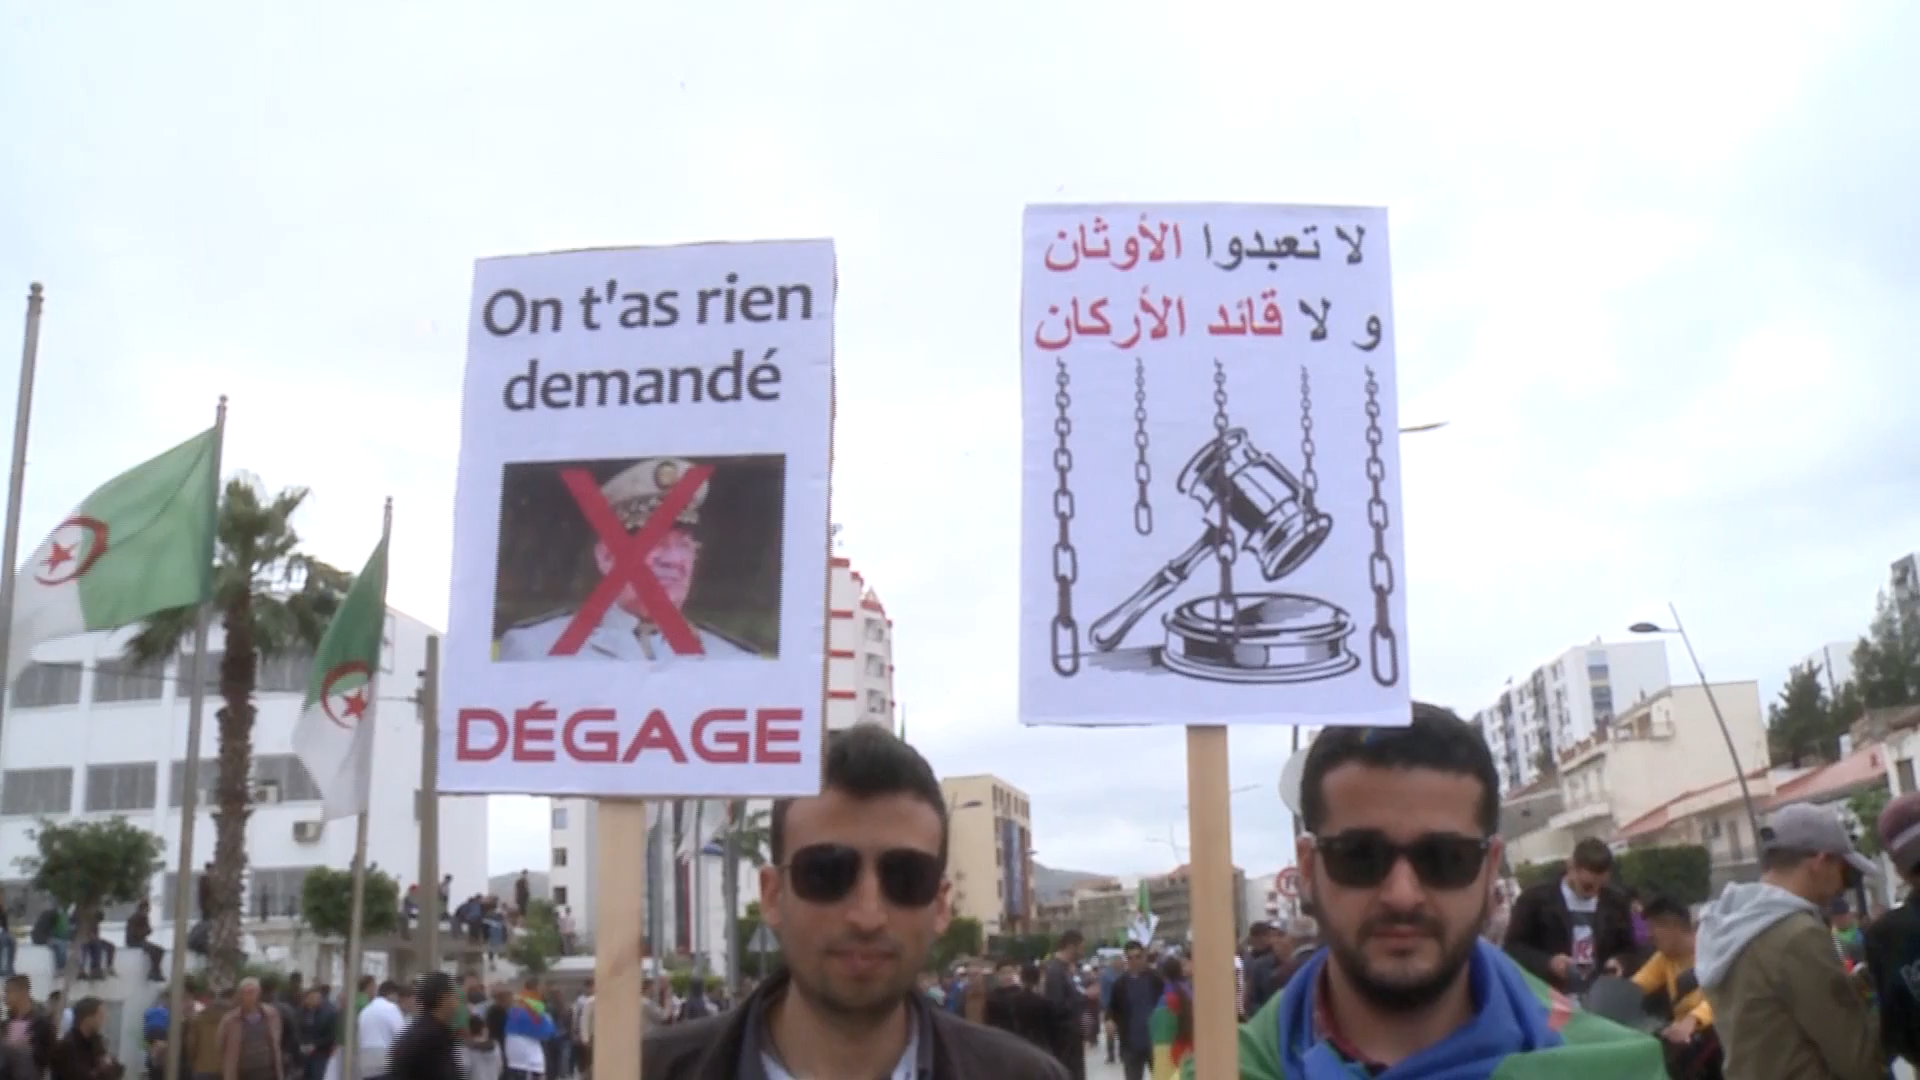 On t'as rien
demandé
DÉGAGE
لا تعبدوا الأوثان
و لا قائد الأركان